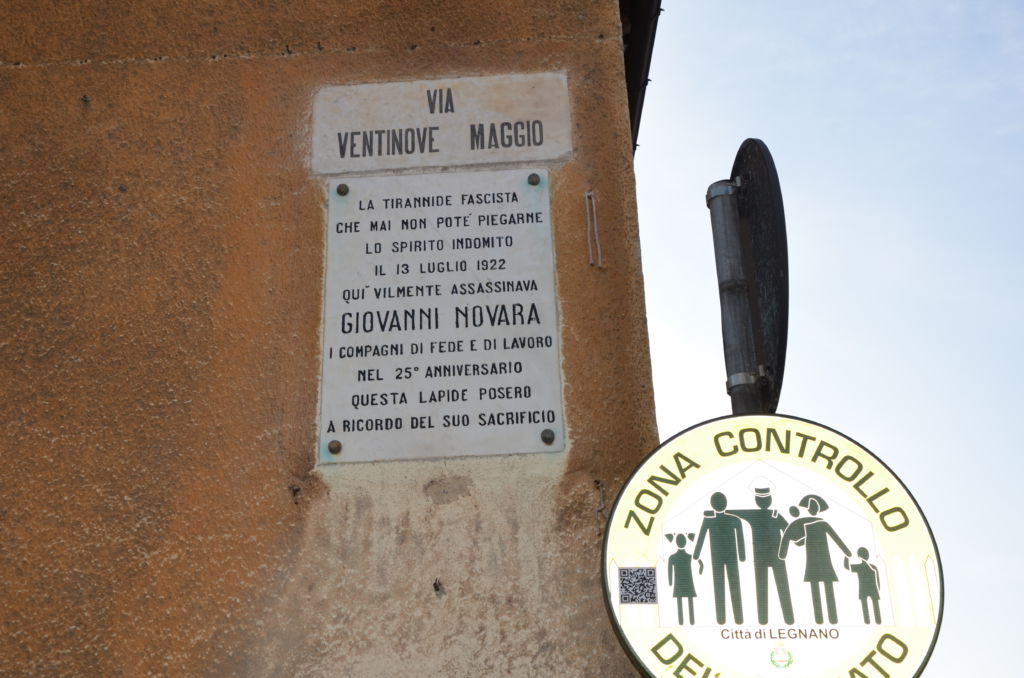 VIA
VENTINOVE MAGGIO
LA TIRANNIDE FASCISTA
CHE MAI NON POTE' PIEGARNE
LO SPIRITO INDOMITO
IL 13 LUGLIO 1922
QUI' VILMENTE ASSASSINAVA
GIOVANNI NOVARA
I COMPAGNI DI FEDE E DI LAVORO
NEL 25° ANNIVERSARIO
QUESTA LAPIDE POSERO
A RICORDO DEL SUO SACRIFICIO
ZONA CONTROLLO
Città di LEGNANO